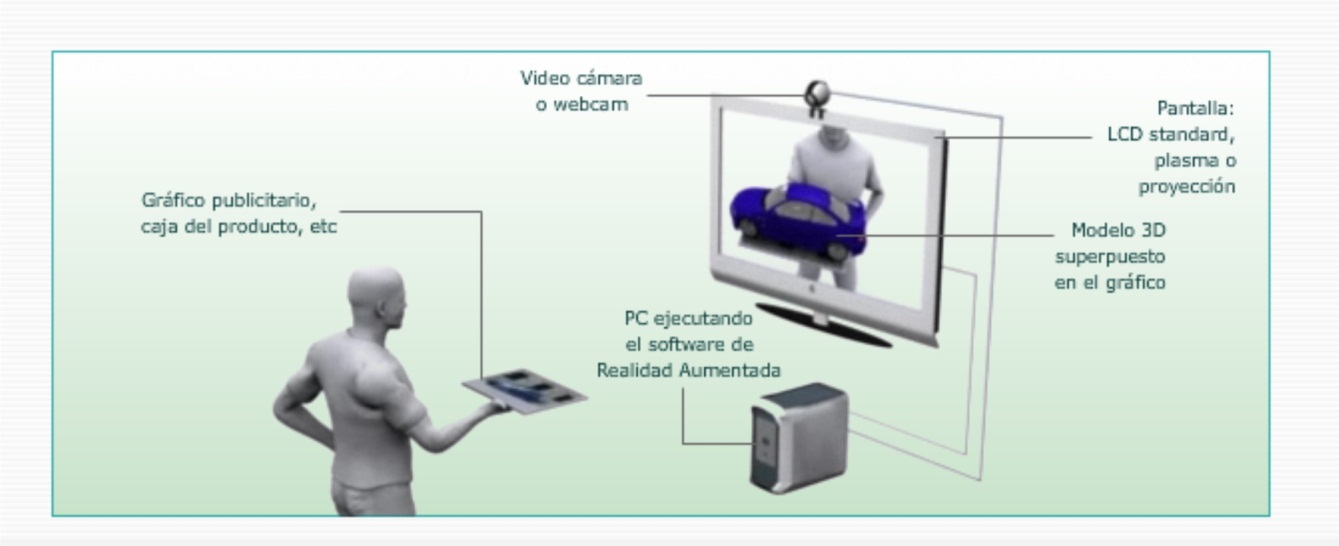 Video cámara
o webcam
Pantalla:
LCD standard,
plasma o
proyección
Gráfico publicitario,
caja del producto, etc
Modelo 3D
superpuesto
en el gráfico
PC ejecutando
el software de
Realidad Aumentada